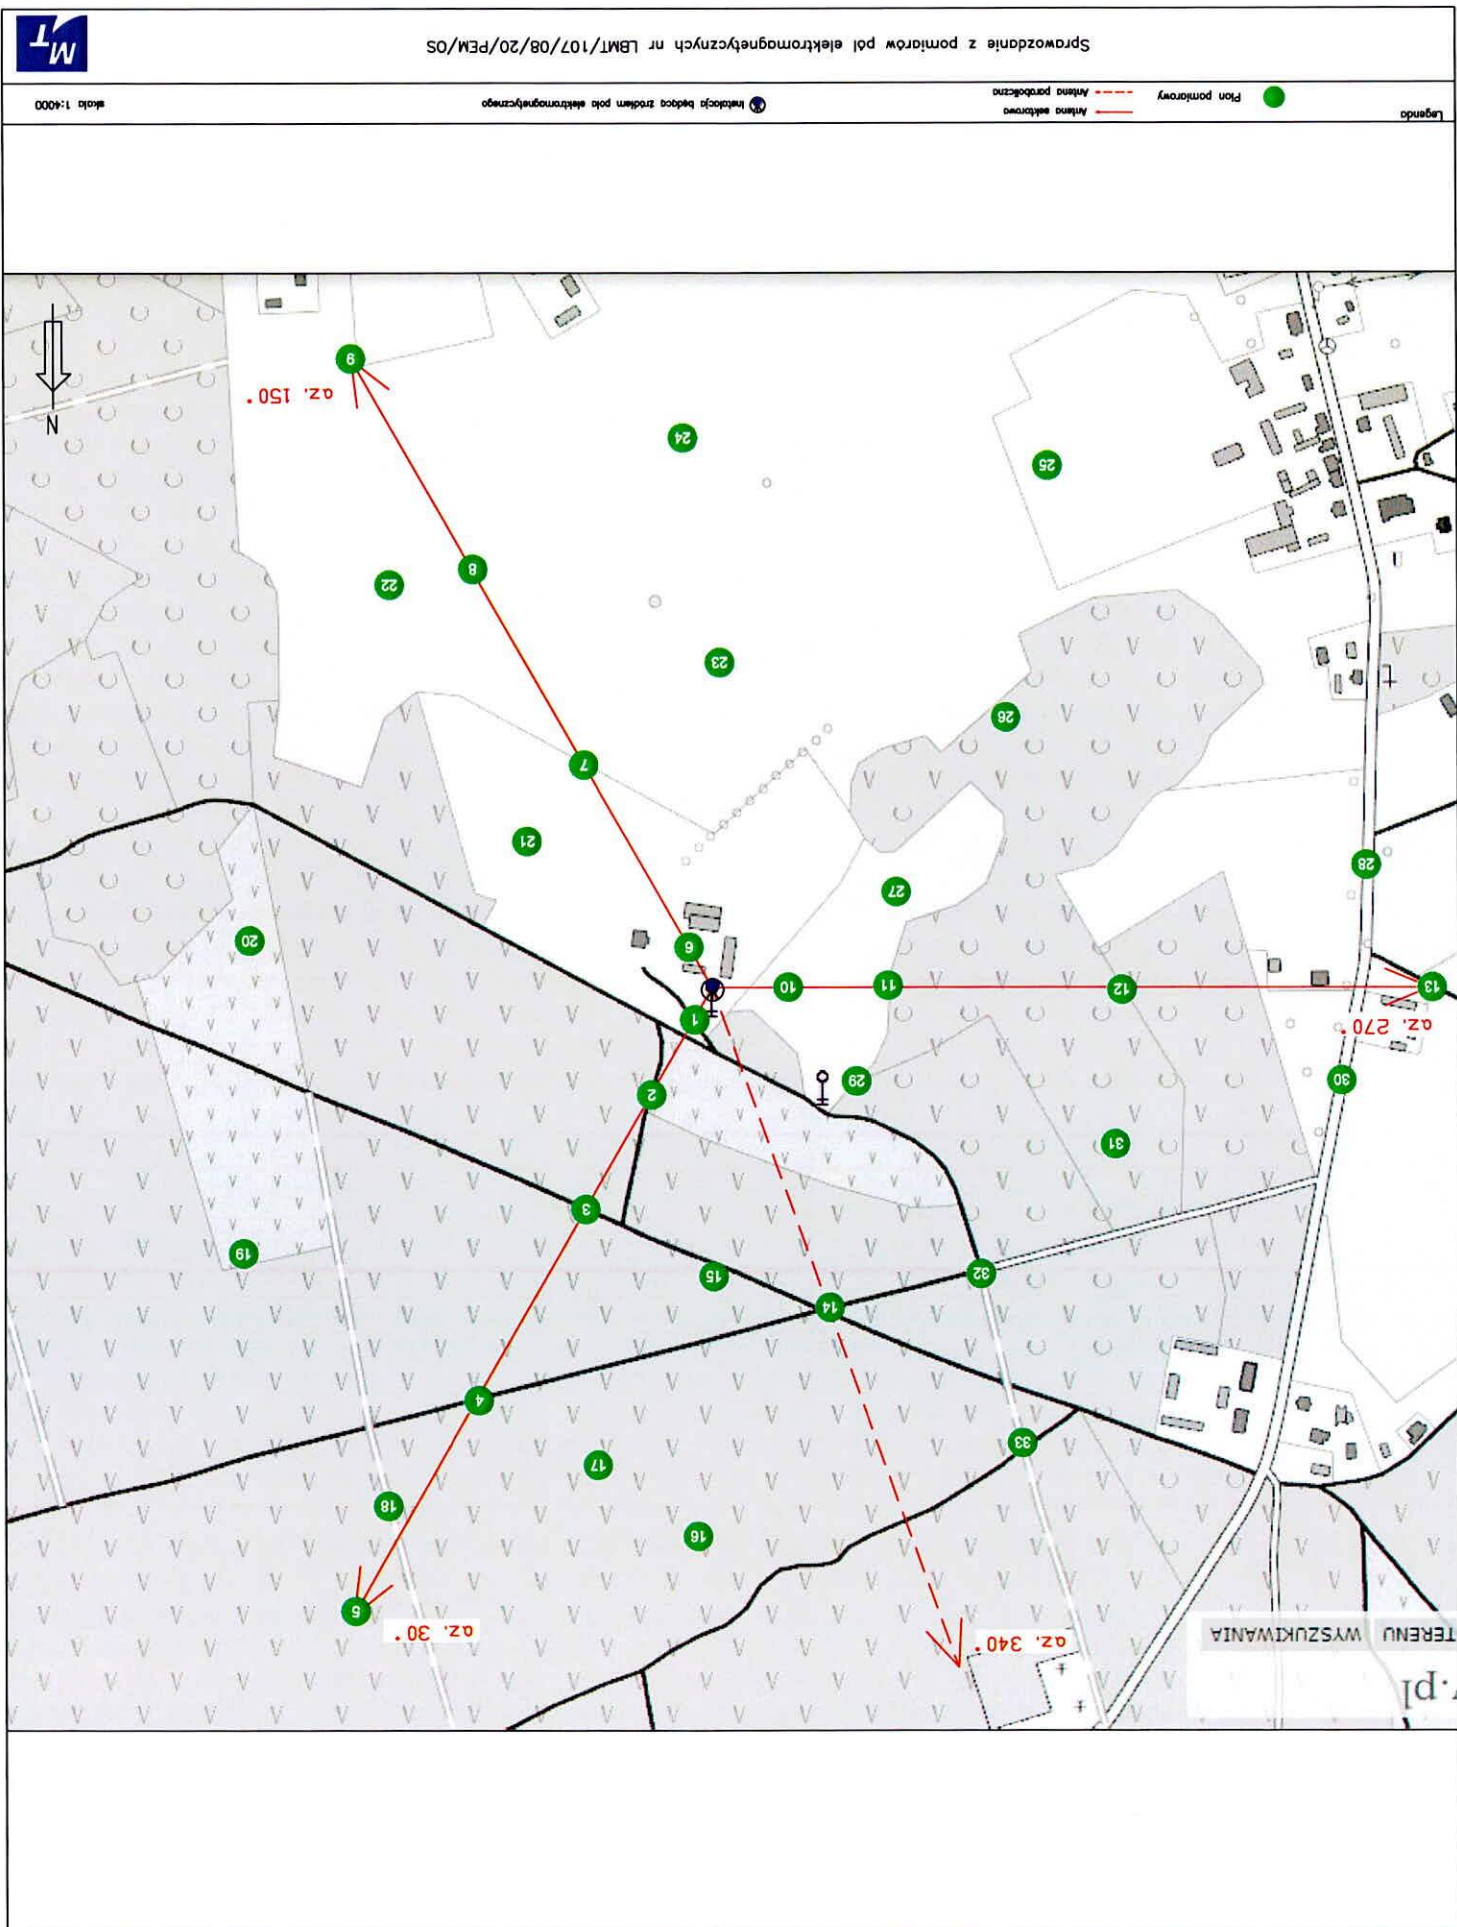 .pl
TERENU WYSZUKIWANIA
az. 340°
az. 30°
5
16
18
17
33
4
14
15
32
19
3
31
2
29
30
az. 270°
1
13
12
11
10
6
20
27
28
21
7
26
23
22
8
25
24
N
az. 150°
9
Legenda
Pion pomiarowy
Antena sektorowa
Antena paraboliczna
Instalacja będąca źródłem pola elektromagnetycznego
skala 1:4000
Sprawozdanie z pomiarów pól elektromagnetycznych nr LBMT/107/08/20/PEM/OS
MT